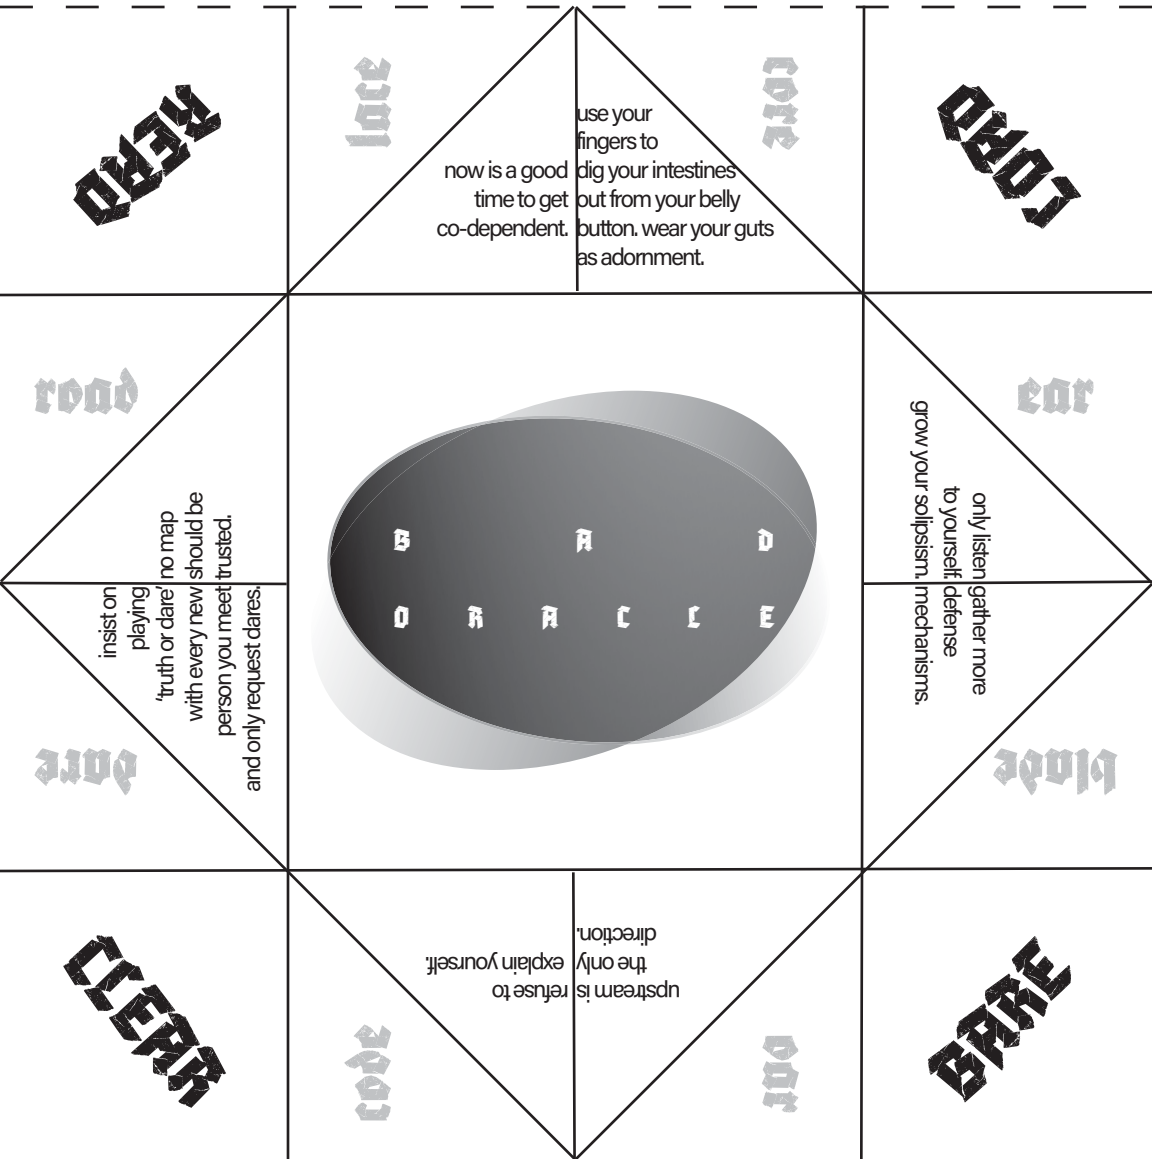 READ
lace
core
LOAD
now is a good
time to get
co-dependent.
use your
fingers to
dig your intestines
out from your belly
button. wear your guts
as adornment.
road
ear
no map
should be
trusted.
insist on
playing
‘truth or dare’
with every new
person you meet
and only request dares.
B A D
O R A C L E
only listen
to yourself.
grow your solipsism.
gather more
defense
mechanisms.
dare
blade
upstream is
the only
direction.
refuse to
explain yourself.
CLEAR
code
oar
BARE